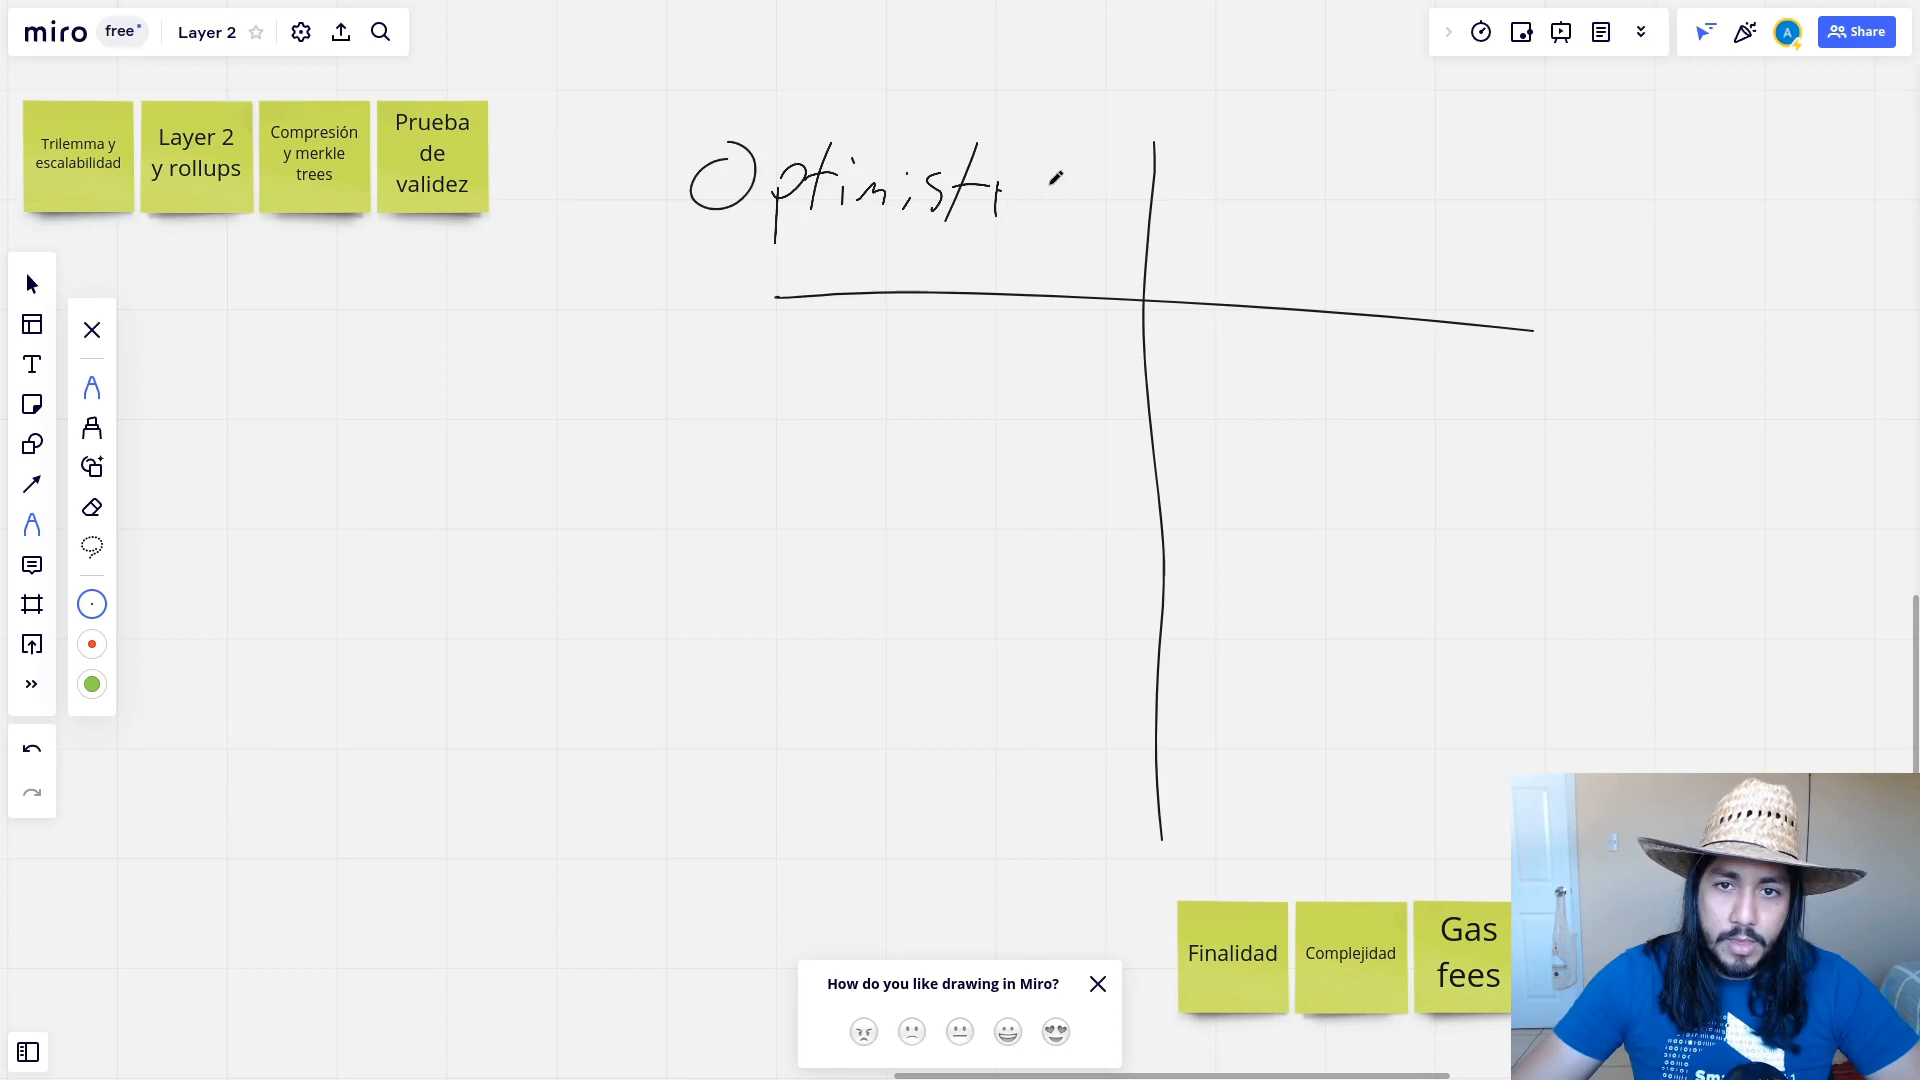 miro free Layer 2
A
Share
Trilemma y
escalabilidad
Layer 2
y rollups
Compresión
y merkle
trees
Prueba
de
validez
Optimisti
Finalidad
Complejidad
Gas
fees
How do you like drawing in Miro?